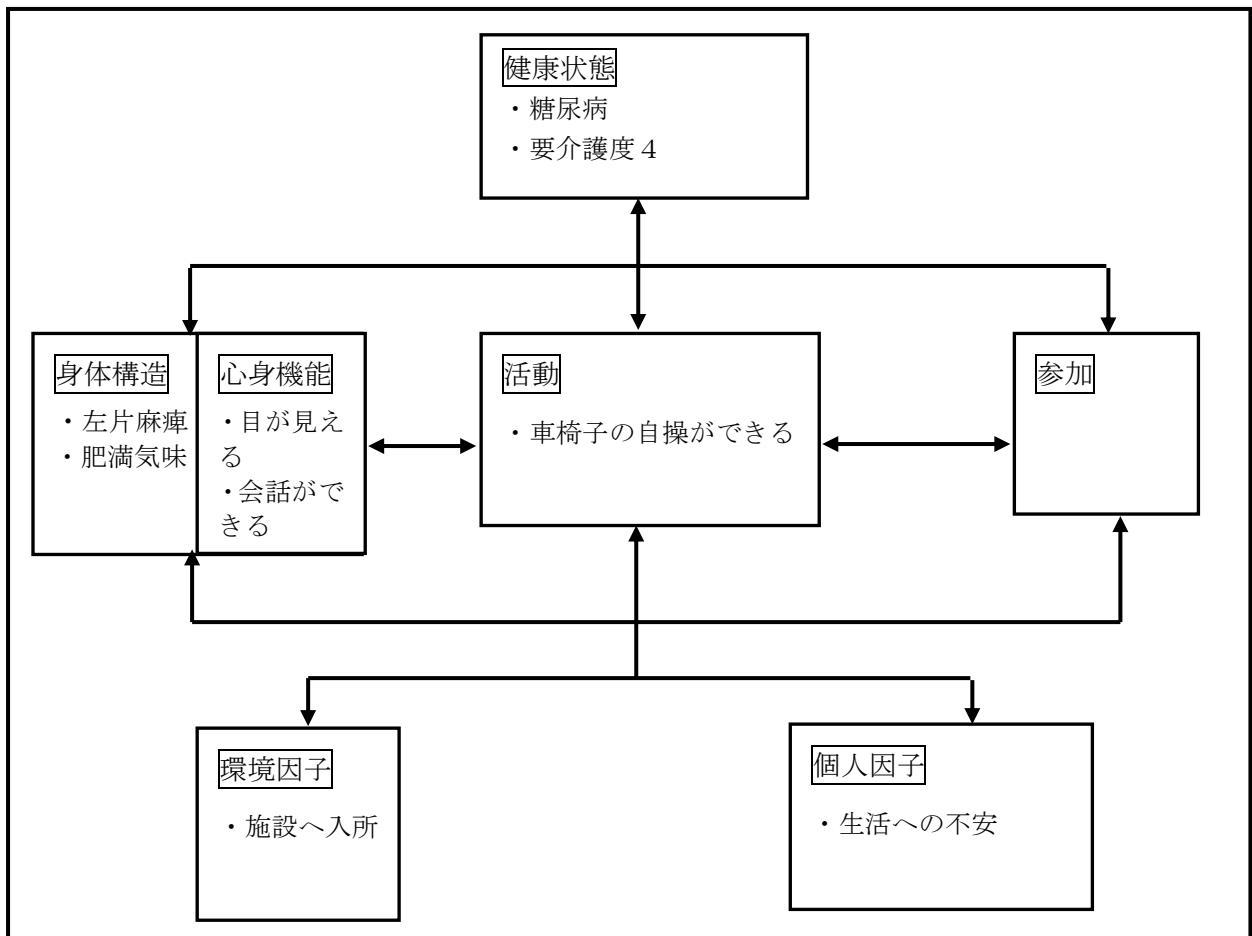 健康状態
・糖尿病
・要介護度４
身体構造
・左片麻痺
・肥満気味
心身機能
・目が見え
る
・会話がで
きる
活動
・車椅子の自操ができる
参加
環境因子
・施設へ入所
個人因子
・生活への不安